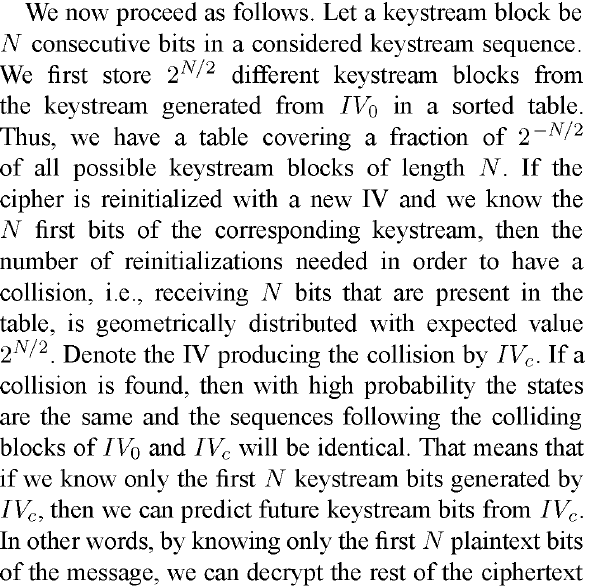 We now proceed as follows. Let a keystream block be
N consecutive bits in a considered keystream sequence.
We first store 2^{N/2} different keystream blocks from
the keystream generated from IV_0 in a sorted table.
Thus, we have a table covering a fraction of 2^{-N/2}
of all possible keystream blocks of length N. If the
cipher is reinitialized with a new IV and we know the
N first bits of the corresponding keystream, then the
number of reinitializations needed in order to have a
collision, i.e., receiving N bits that are present in the
table, is geometrically distributed with expected value
2^{N/2}. Denote the IV producing the collision by IV_c. If a
collision is found, then with high probability the states
are the same and the sequences following the colliding
blocks of IV_0 and IV_c will be identical. That means that
if we know only the first N keystream bits generated by
IV_c, then we can predict future keystream bits from IV_c.
In other words, by knowing only the first N plaintext bits
of the message, we can decrypt the rest of the ciphertext